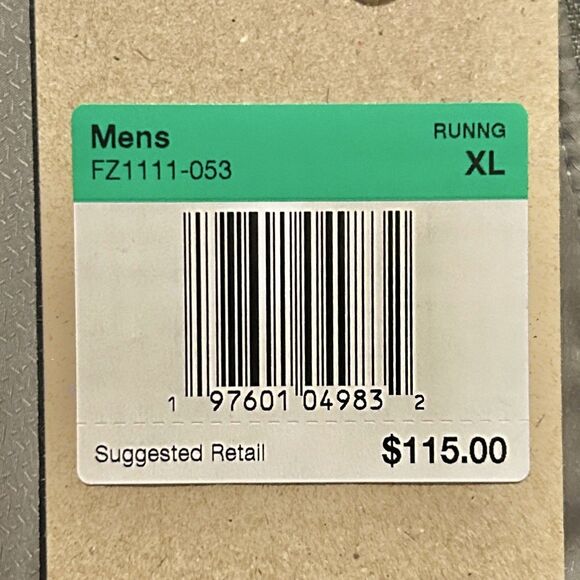 Mens
FZ1111-053
RUNNG
XL
1 97601 04983 2
Suggested Retail $115.00